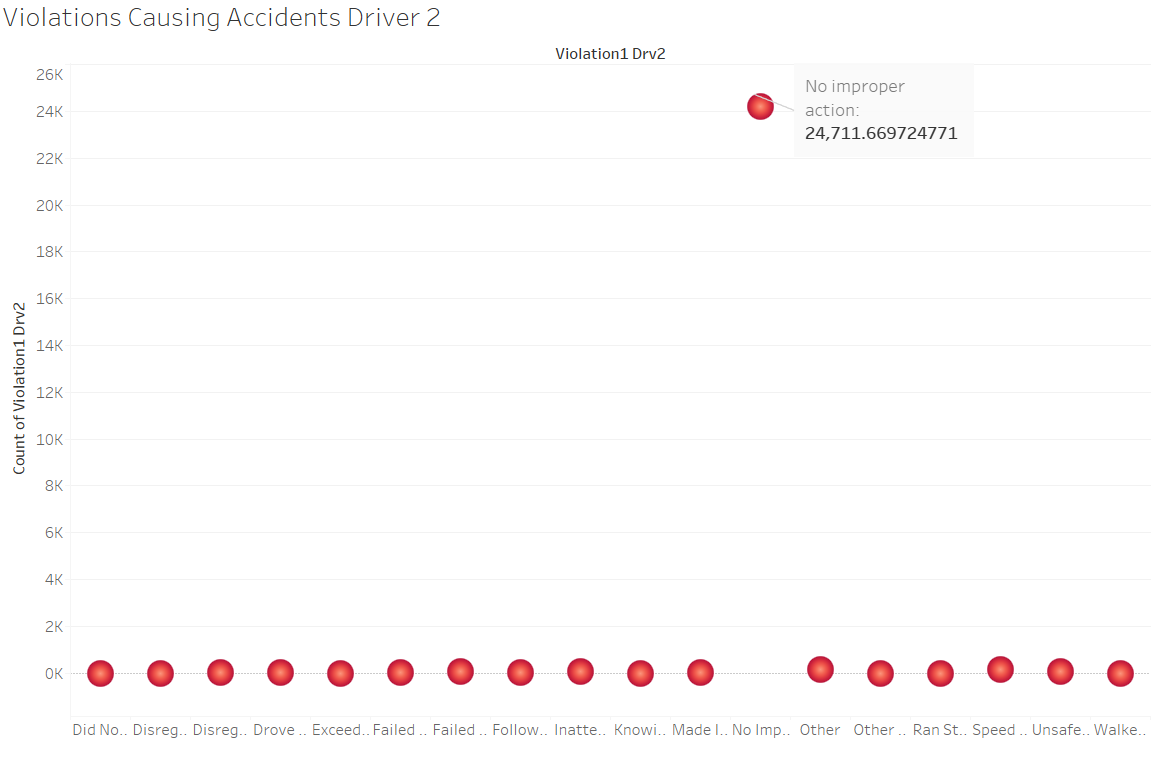 Violations Causing Accidents Driver 2
Violation1 Drv2
26K
No improper
action:
24,711.669724771
24K
22K
20K
18K
16K
14K
12K
10K
8K
6K
4K
2K
0K
Count of Violation1 Drv2
Did No.. Disreg.. Disreg.. Drove .. Exceed.. Failed .. Failed .. Follow.. Inatte.. Knowi.. Made I.. No Imp.. Other Other .. Ran St.. Speed .. Unsafe.. Walke..